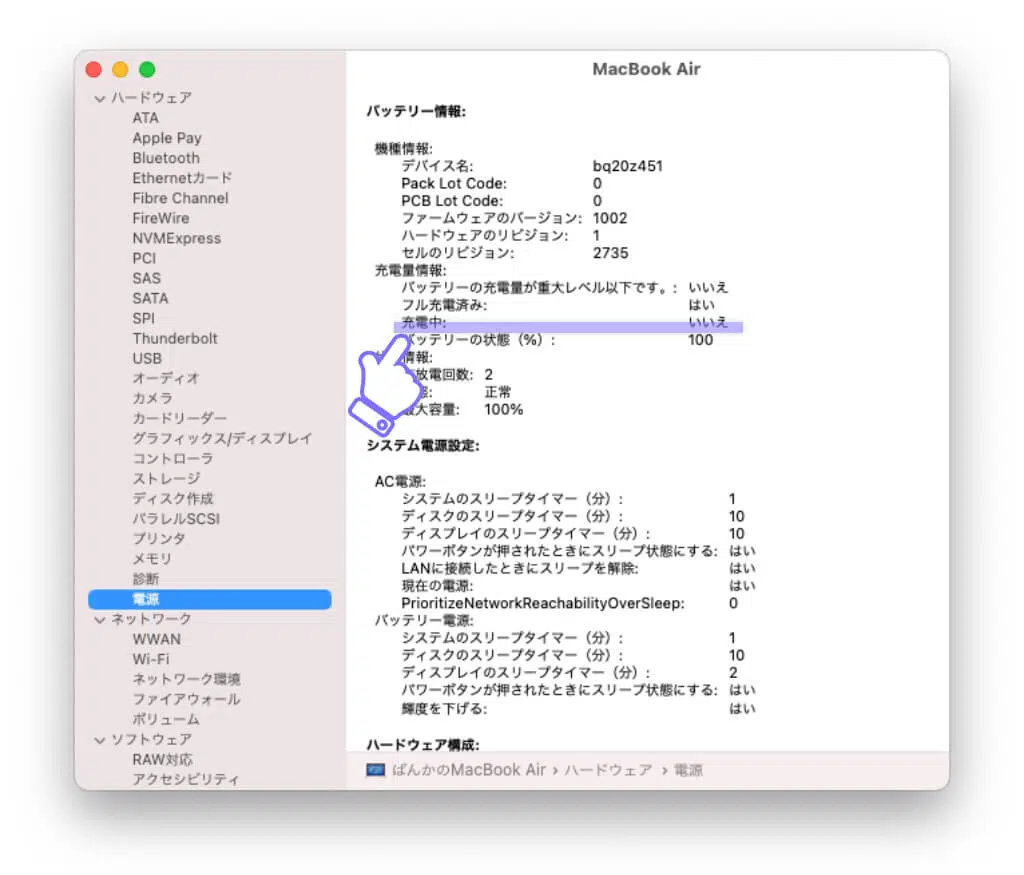 MacBook Air
ハードウェア
ATA
Apple Pay
Bluetooth
Ethernetカード
Fibre Channel
FireWire
NVMExpress
PCI
SAS
SATA
SPI
Thunderbolt
USB
オーディオ
カメラ
カードリーダー
グラフィックス/ディスプレイ
コントローラ
ストレージ
ディスク作成
パラレルSCSI
プリンタ
メモリ
診断
電源
ネットワーク
WWAN
Wi-Fi
ネットワーク環境
ファイアウォール
ボリューム
ソフトウェア
RAW対応
アクセシビリティ
バッテリー情報:
機種情報:
デバイス名: bq20z451
Pack Lot Code: 0
PCB Lot Code: 0
ファームウェアのバージョン: 1002
ハードウェアのリビジョン: 1
セルのリビジョン: 2735
充電量情報:
バッテリーの充電量が重大レベル以下です。: いいえ
フル充電済み: はい
充電中: いいえ
バッテリーの状態（%）: 100
情報:
放電回数: 2
態: 正常
最大容量: 100%
システム電源設定:
AC電源:
システムのスリープタイマー（分）: 1
ディスクのスリープタイマー（分）: 10
ディスプレイのスリープタイマー（分）: 10
パワーボタンが押されたときにスリープ状態にする: はい
LANに接続したときにスリープを解除: はい
現在の電源: はい
PrioritizeNetworkReachabilityOverSleep: 0
バッテリー電源:
システムのスリープタイマー（分）: 1
ディスクのスリープタイマー（分）: 10
ディスプレイのスリープタイマー（分）: 2
パワーボタンが押されたときにスリープ状態にする: はい
輝度を下げる: はい
ハードウェア構成:
ばんかのMacBook Air › ハードウェア › 電源